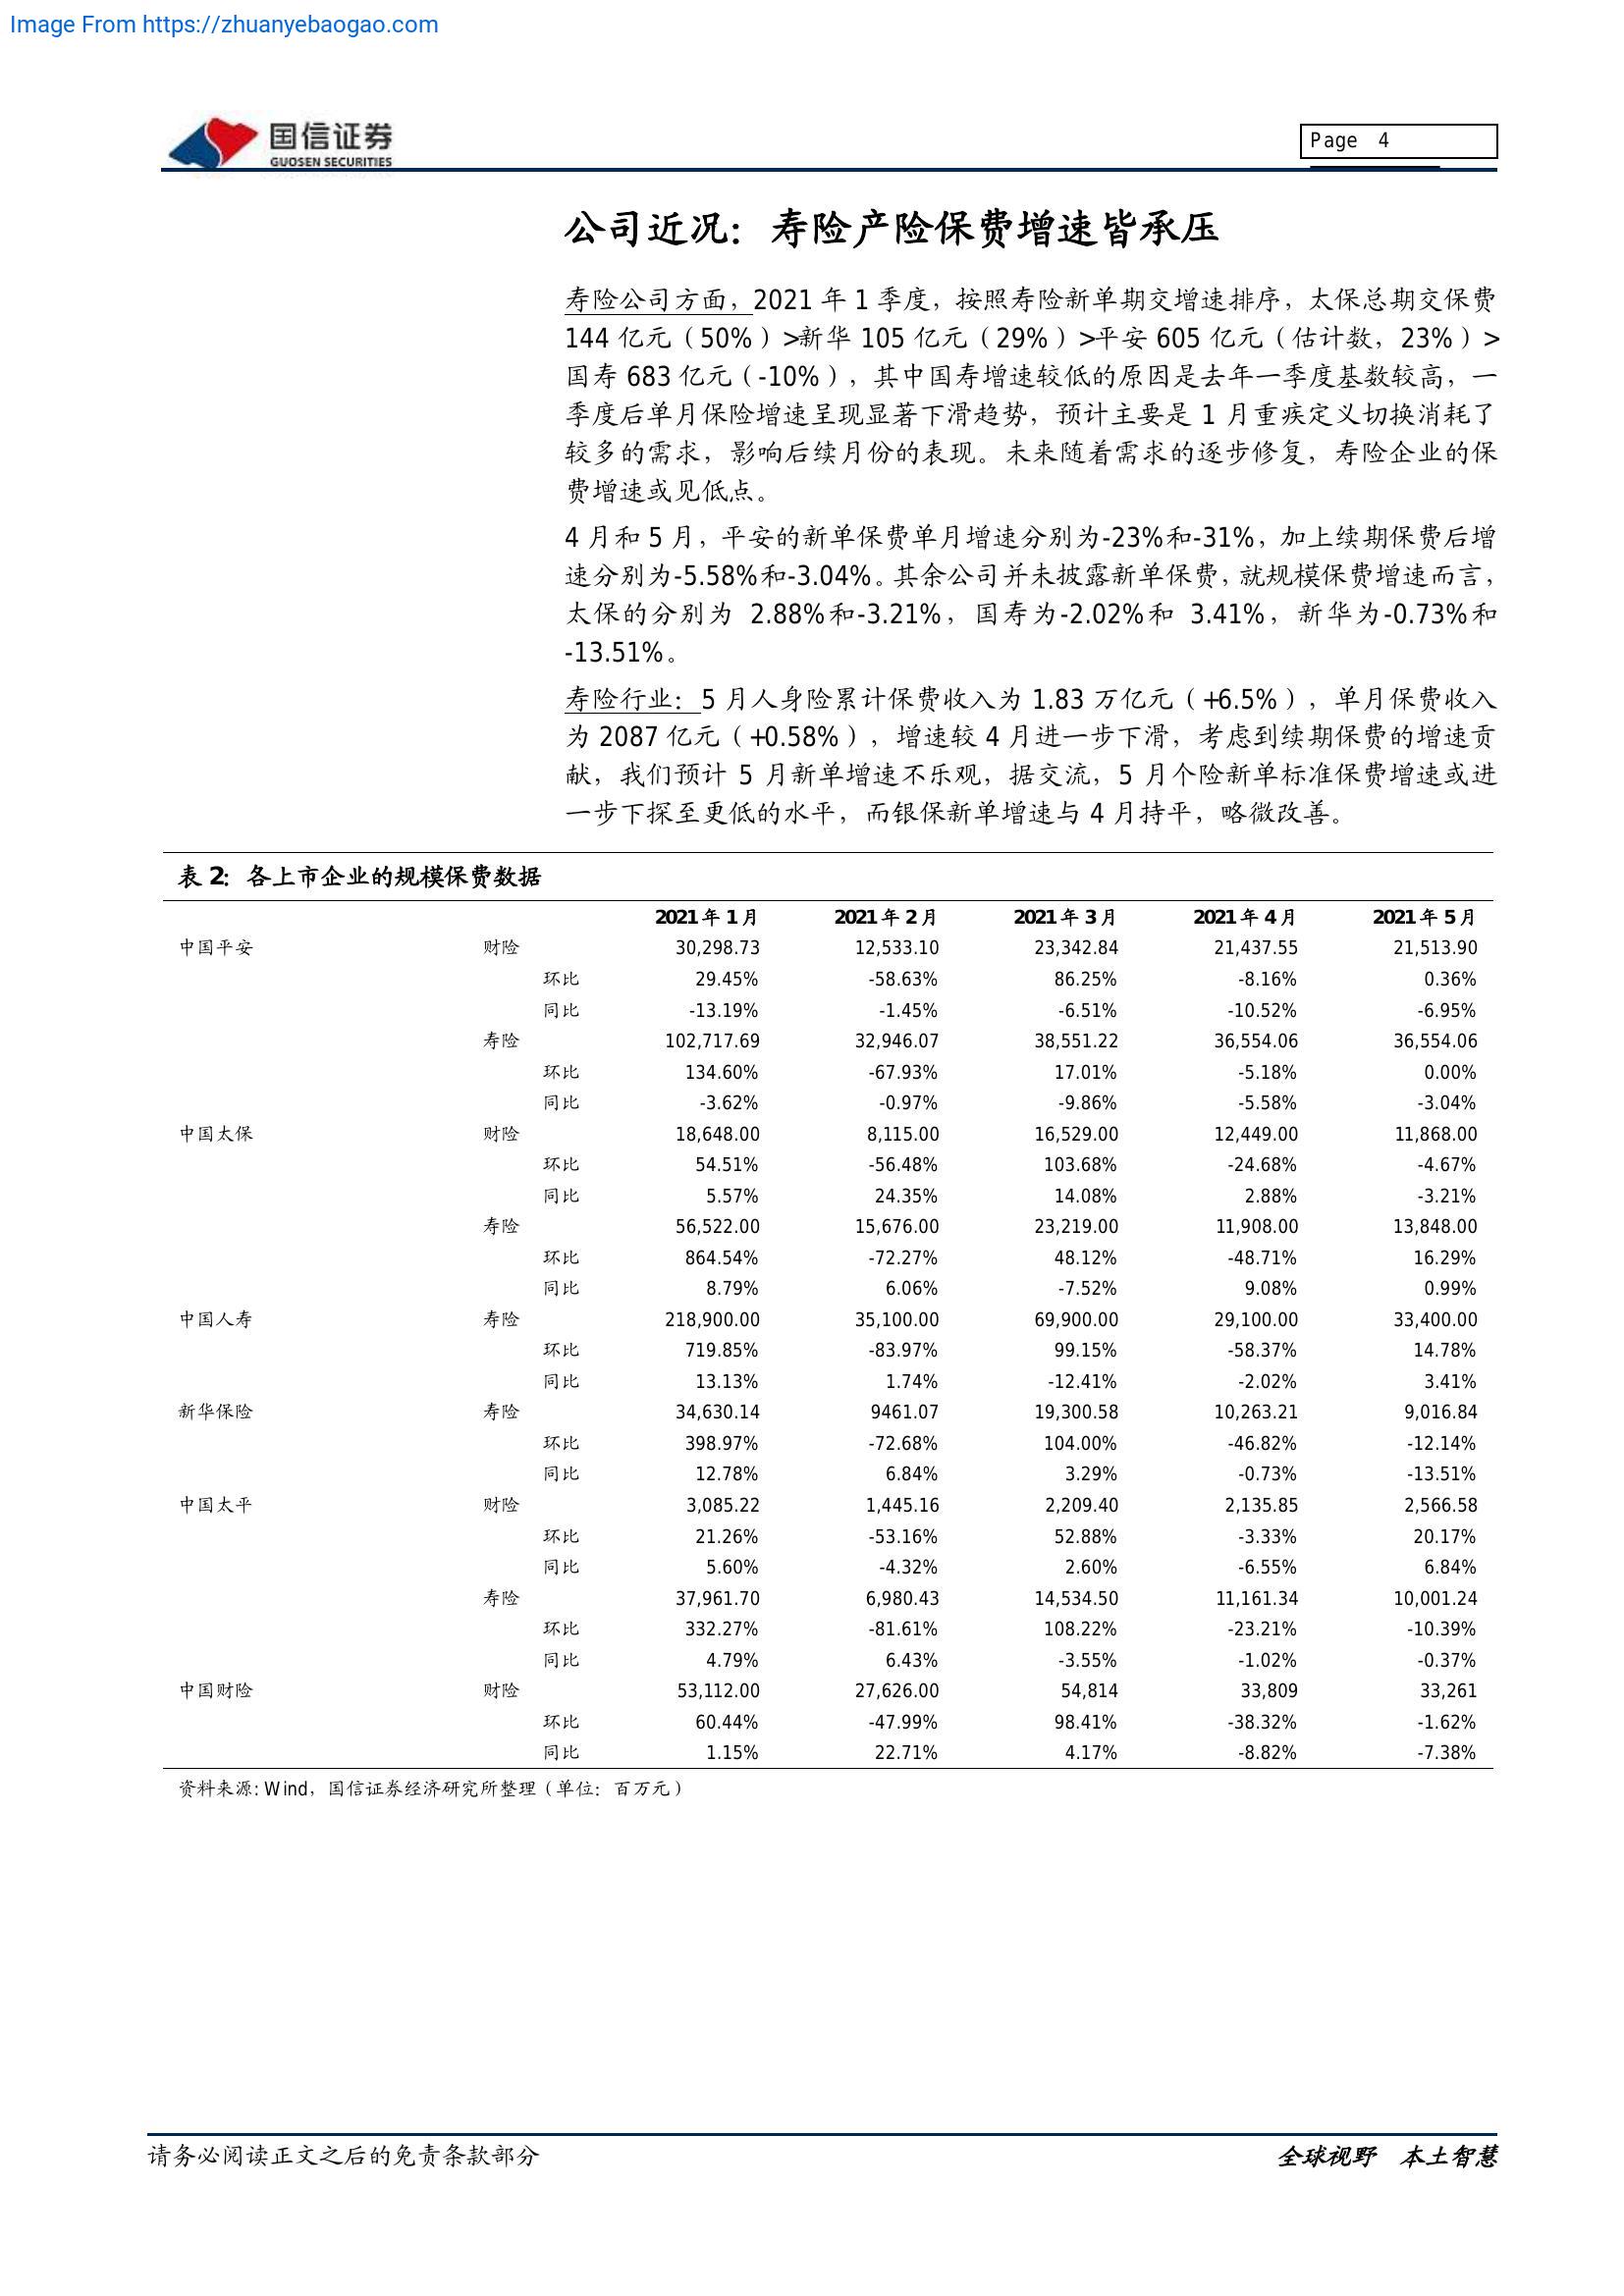 Image From https://zhuanyebaogao.com
国信证券
GUOSEN SECURITIES
Page 4
公司近况：寿险产险保费增速皆承压
寿险公司方面，2021 年 1 季度，按照寿险新单期交增速排序，太保总期交保费
144 亿元（50%）>新华 105 亿元（29%）>平安 605 亿元（估计数，23%）>
国寿 683 亿元（-10%），其中国寿增速较低的原因是去年一季度基数较高，一
季度后单月保险增速呈现显著下滑趋势，预计主要是 1 月重疾定义切换消耗了
较多的需求，影响后续月份的表现。未来随着需求的逐步修复，寿险企业的保
费增速或见低点。
4 月和 5 月，平安的新单保费单月增速分别为-23%和-31%，加上续期保费后增
速分别为-5.58%和-3.04%。其余公司并未披露新单保费，就规模保费增速而言，
太保的分别为 2.88%和-3.21%，国寿为-2.02%和 3.41%，新华为-0.73%和
-13.51%。
寿险行业：5 月人身险累计保费收入为 1.83 万亿元（+6.5%），单月保费收入
为 2087 亿元（+0.58%），增速较 4 月进一步下滑，考虑到续期保费的增速贡
献，我们预计 5 月新单增速不乐观，据交流，5 月个险新单标准保费增速或进
一步下探至更低的水平，而银保新单增速与 4 月持平，略微改善。
表 2：各上市企业的规模保费数据
2021 年 1 月 2021 年 2 月 2021 年 3 月 2021 年 4 月 2021 年 5 月
中国平安 财险 30,298.73 12,533.10 23,342.84 21,437.55 21,513.90
环比 29.45% -58.63% 86.25% -8.16% 0.36%
同比 -13.19% -1.45% -6.51% -10.52% -6.95%
寿险 102,717.69 32,946.07 38,551.22 36,554.06 36,554.06
环比 134.60% -67.93% 17.01% -5.18% 0.00%
同比 -3.62% -0.97% -9.86% -5.58% -3.04%
中国太保 财险 18,648.00 8,115.00 16,529.00 12,449.00 11,868.00
环比 54.51% -56.48% 103.68% -24.68% -4.67%
同比 5.57% 24.35% 14.08% 2.88% -3.21%
寿险 56,522.00 15,676.00 23,219.00 11,908.00 13,848.00
环比 864.54% -72.27% 48.12% -48.71% 16.29%
同比 8.79% 6.06% -7.52% 9.08% 0.99%
中国人寿 寿险 218,900.00 35,100.00 69,900.00 29,100.00 33,400.00
环比 719.85% -83.97% 99.15% -58.37% 14.78%
同比 13.13% 1.74% -12.41% -2.02% 3.41%
新华保险 寿险 34,630.14 9461.07 19,300.58 10,263.21 9,016.84
环比 398.97% -72.68% 104.00% -46.82% -12.14%
同比 12.78% 6.84% 3.29% -0.73% -13.51%
中国太平 财险 3,085.22 1,445.16 2,209.40 2,135.85 2,566.58
环比 21.26% -53.16% 52.88% -3.33% 20.17%
同比 5.60% -4.32% 2.60% -6.55% 6.84%
寿险 37,961.70 6,980.43 14,534.50 11,161.34 10,001.24
环比 332.27% -81.61% 108.22% -23.21% -10.39%
同比 4.79% 6.43% -3.55% -1.02% -0.37%
中国财险 财险 53,112.00 27,626.00 54,814 33,809 33,261
环比 60.44% -47.99% 98.41% -38.32% -1.62%
同比 1.15% 22.71% 4.17% -8.82% -7.38%
资料来源: Wind，国信证券经济研究所整理（单位：百万元）
请务必阅读正文之后的免责条款部分
全球视野 本土智慧